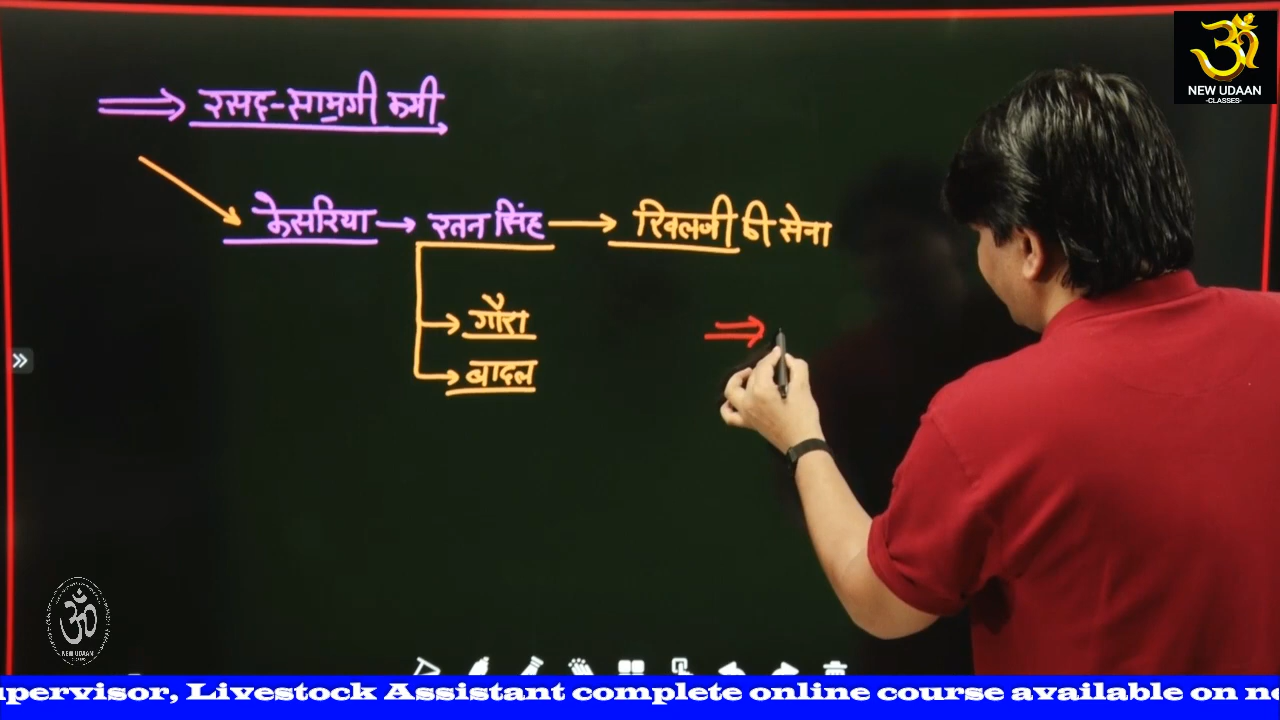 ⇒ रसद-सामग्री कमी
केसरिया → रतन सिंह → खिलजी की सेना
→ गौरा
→ बादल
⇒
NEW UDAAN
-CLASSES-
NEW UDAAN
upervisor, Livestock Assistant complete online course available on ne